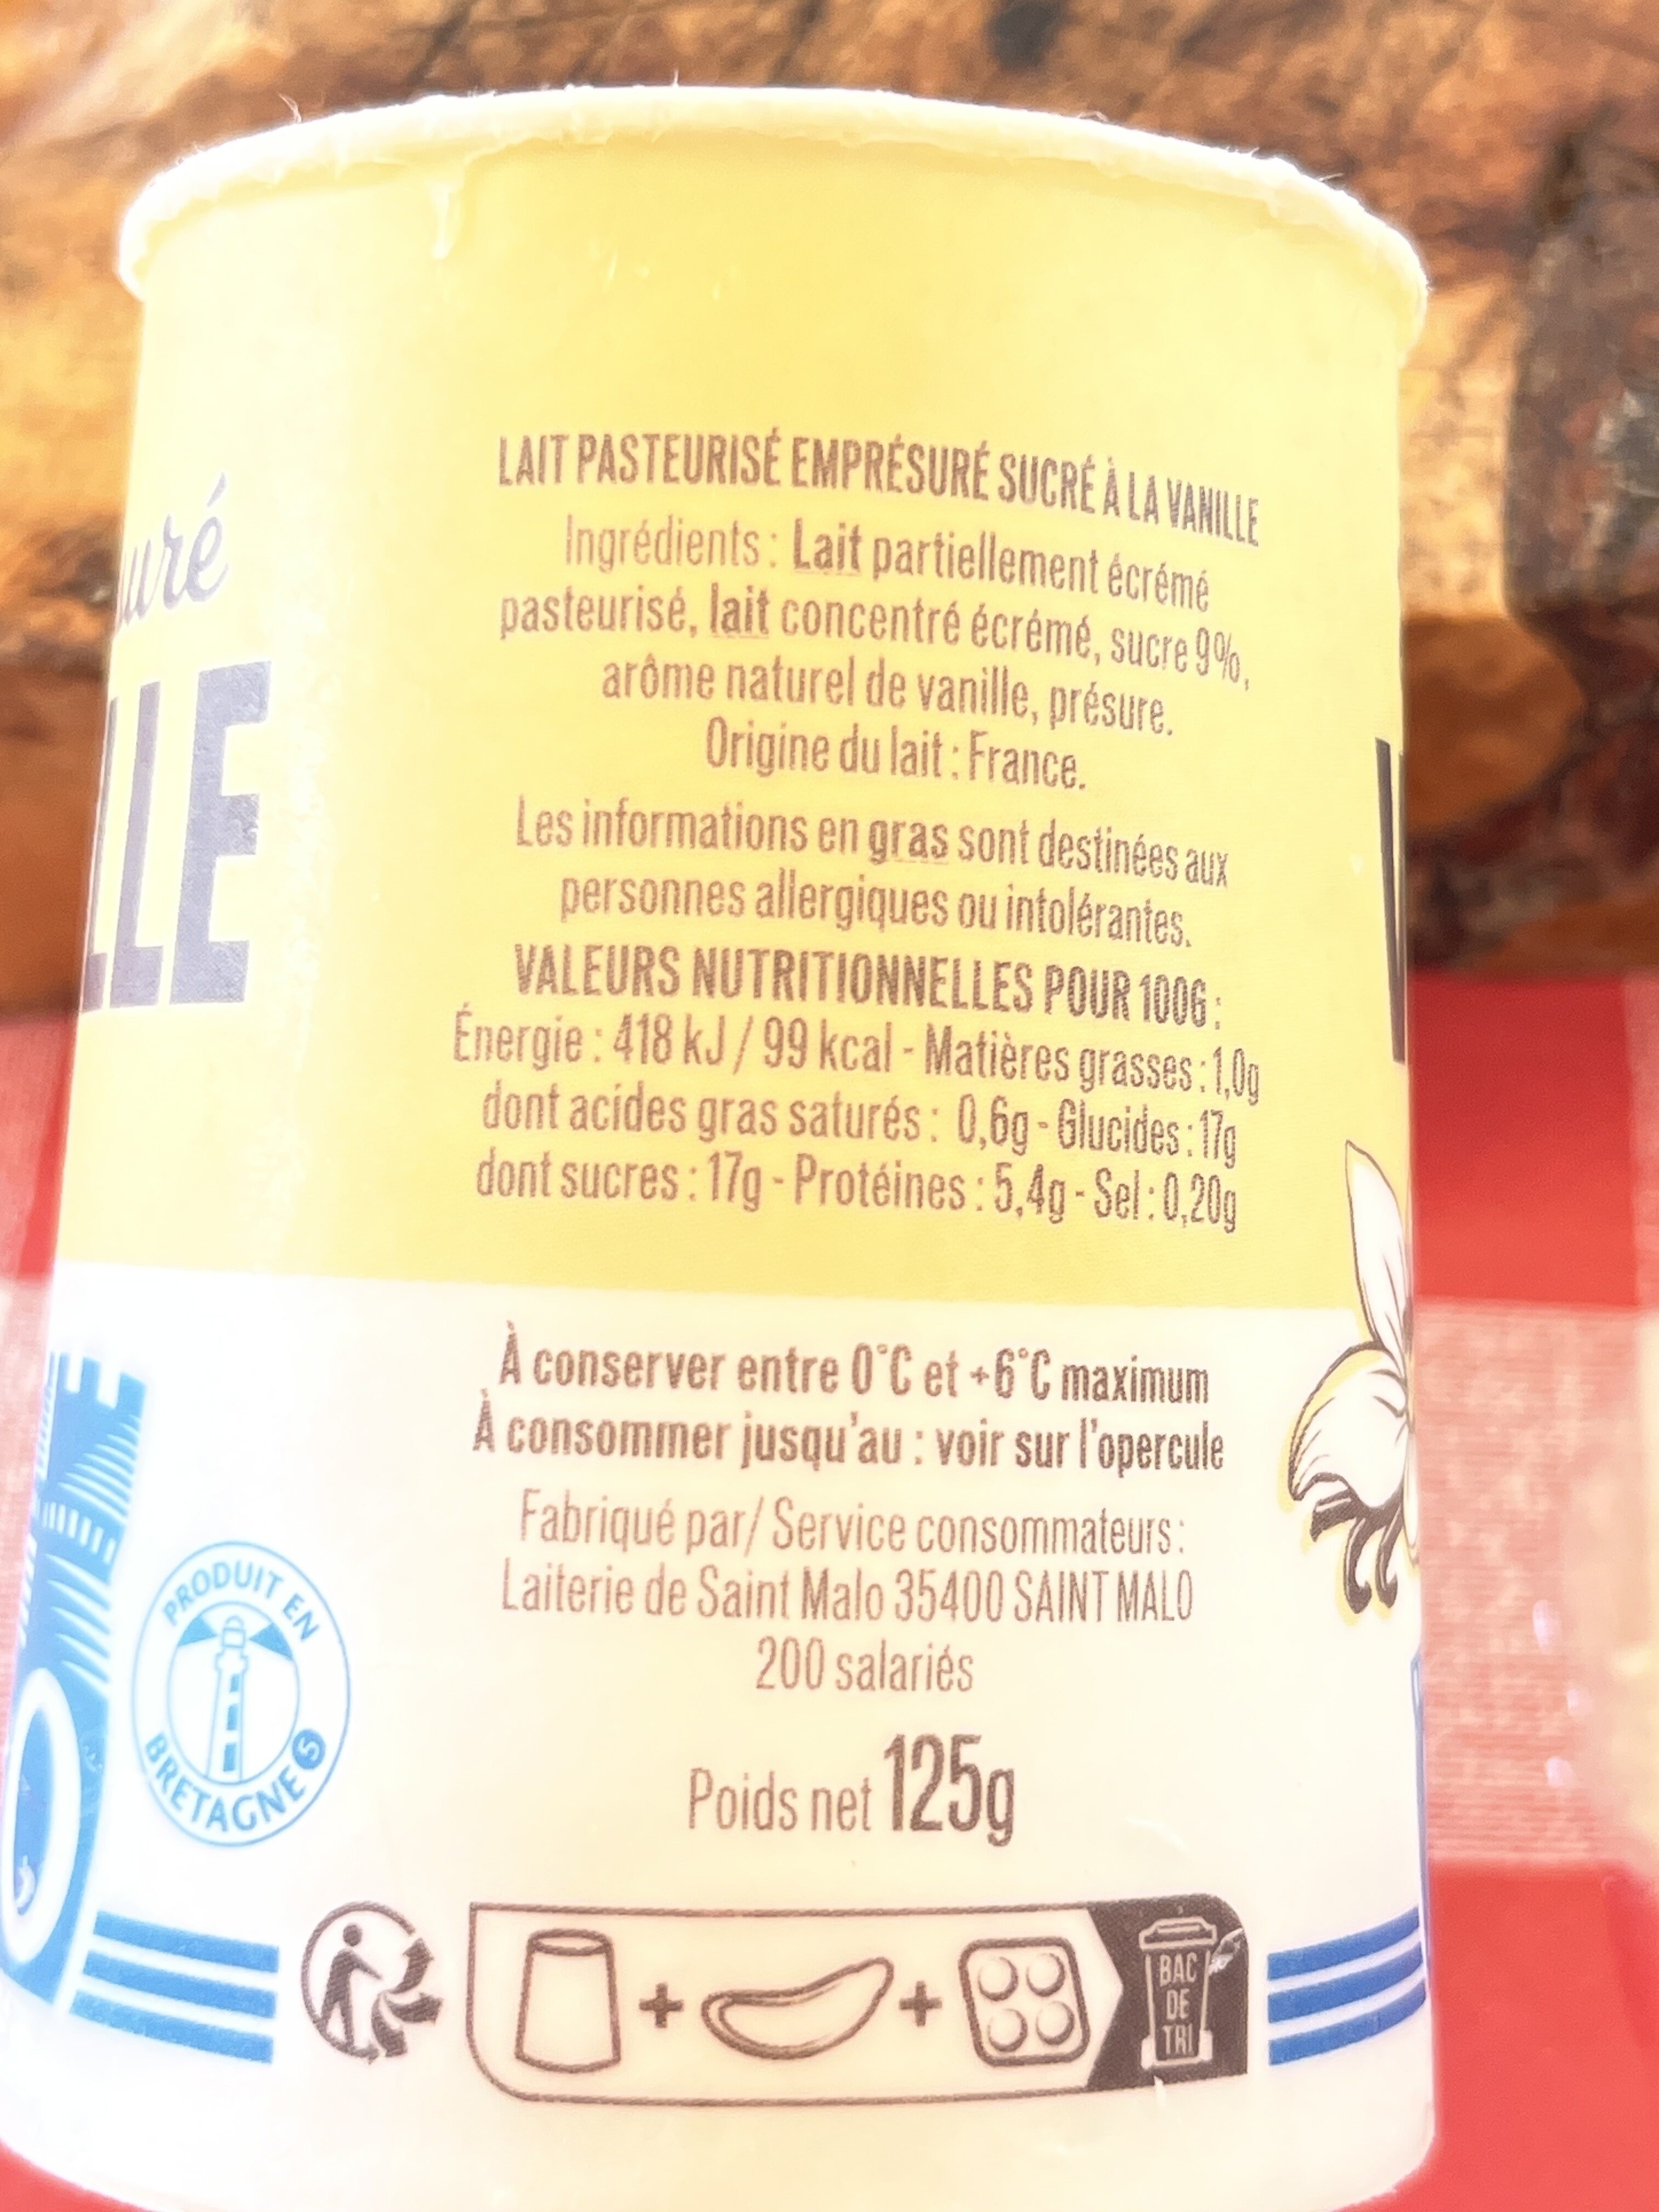 uré
LLE
LAIT PASTEURISÉ EMPRÉSURÉ SUCRÉ À LA VANILLE
Ingrédients : Lait partiellement écrémé
pasteurisé, lait concentré écrémé, sucre 9%,
arôme naturel de vanille, présure.
Origine du lait : France.
Les informations en gras sont destinées aux
personnes allergiques ou intolérantes.
VALEURS NUTRITIONNELLES POUR 100G :
Énergie : 418 kJ / 99 kcal - Matières grasses : 1,0g
dont acides gras saturés : 0,6g - Glucides : 17g
dont sucres : 17g - Protéines : 5,4g - Sel : 0,20g
À conserver entre 0°C et +6°C maximum
À consommer jusqu'au : voir sur l'opercule
Fabriqué par/ Service consommateurs :
Laiterie de Saint Malo 35400 SAINT MALO
200 salariés
Poids net 125g
PRODUIT EN
BRETAGNE
BAC
DE
TRI